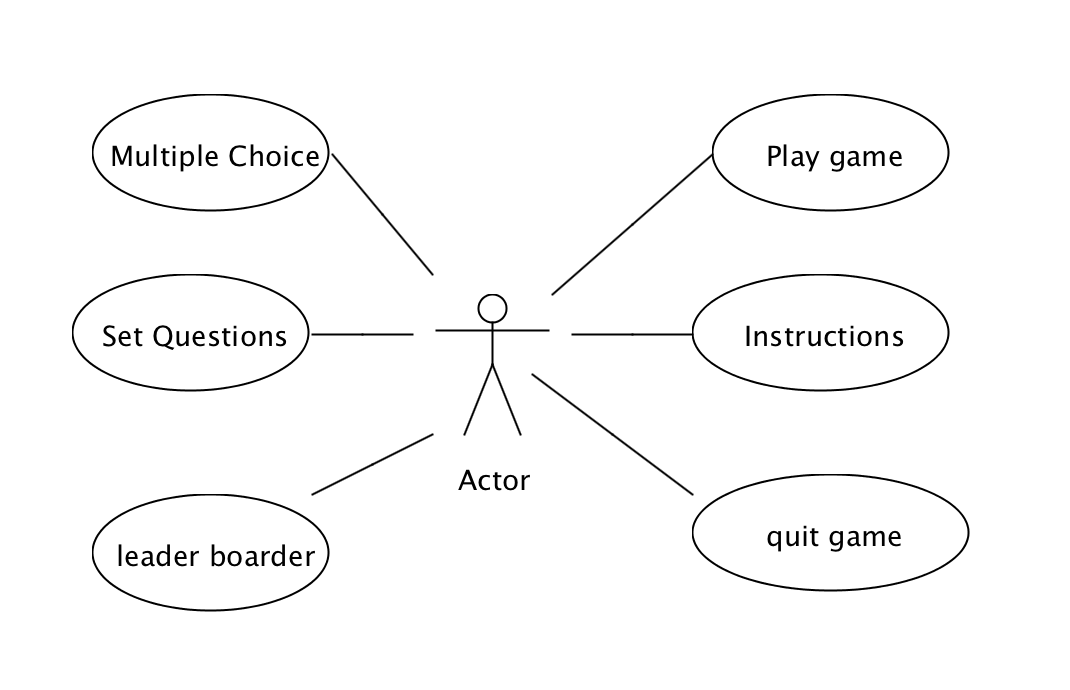 Multiple Choice
Play game
Set Questions
Instructions
Actor
leader boarder
quit game